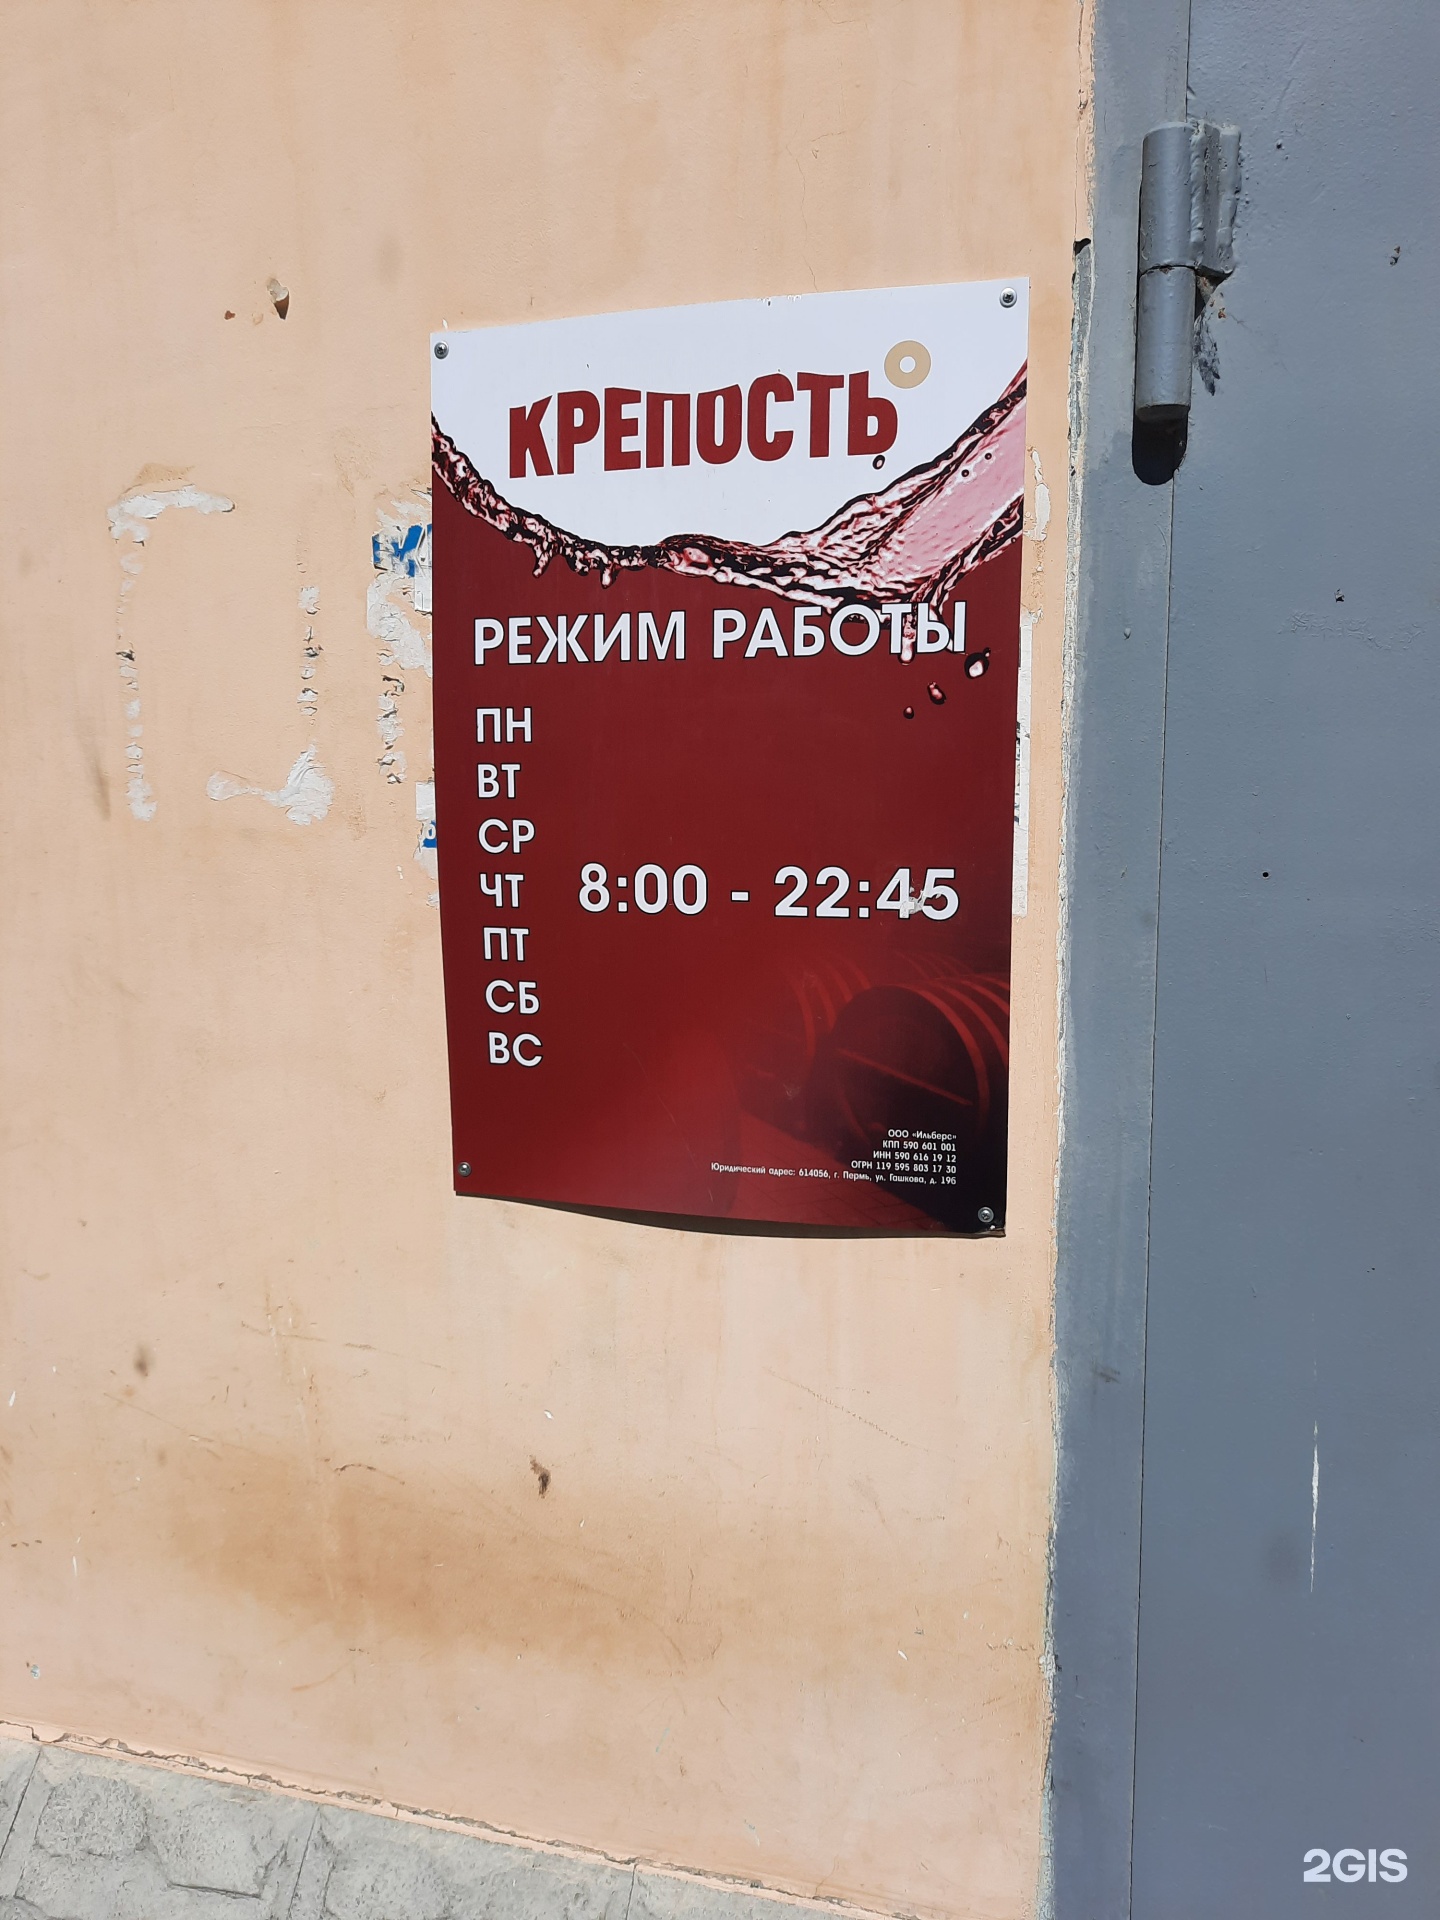 КРЕПОСТЬ
РЕЖИМ РАБОТЫ
ПН
ВТ
СР
ЧТ
ПТ
СБ
ВС
8:00 - 22:45
ООО «Ильберс»
КПП 590 601 001
ИНН 590 616 19 12
ОГРН 119 595 803 17 30
Юридический адрес: 614056, г. Пермь, ул. Гашкова, д. 19б
2GIS